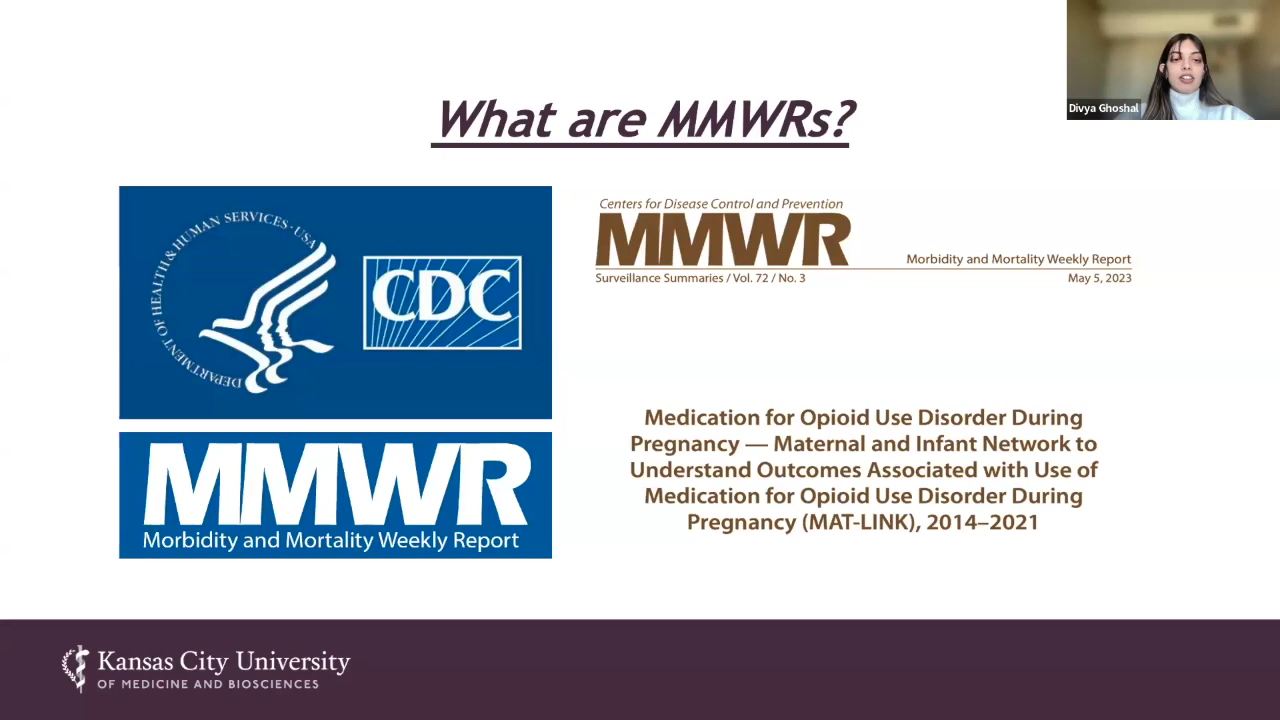 What are MMWRs?
Divya Ghoshal
DEPARTMENT OF HEALTH & HUMAN SERVICES · USA
CDC
MMWR
Morbidity and Mortality Weekly Report
Centers for Disease Control and Prevention
MMWR
Morbidity and Mortality Weekly Report
Surveillance Summaries / Vol. 72 / No. 3
May 5, 2023
Medication for Opioid Use Disorder During
Pregnancy — Maternal and Infant Network to
Understand Outcomes Associated with Use of
Medication for Opioid Use Disorder During
Pregnancy (MAT-LINK), 2014–2021
Kansas City University
OF MEDICINE AND BIOSCIENCES